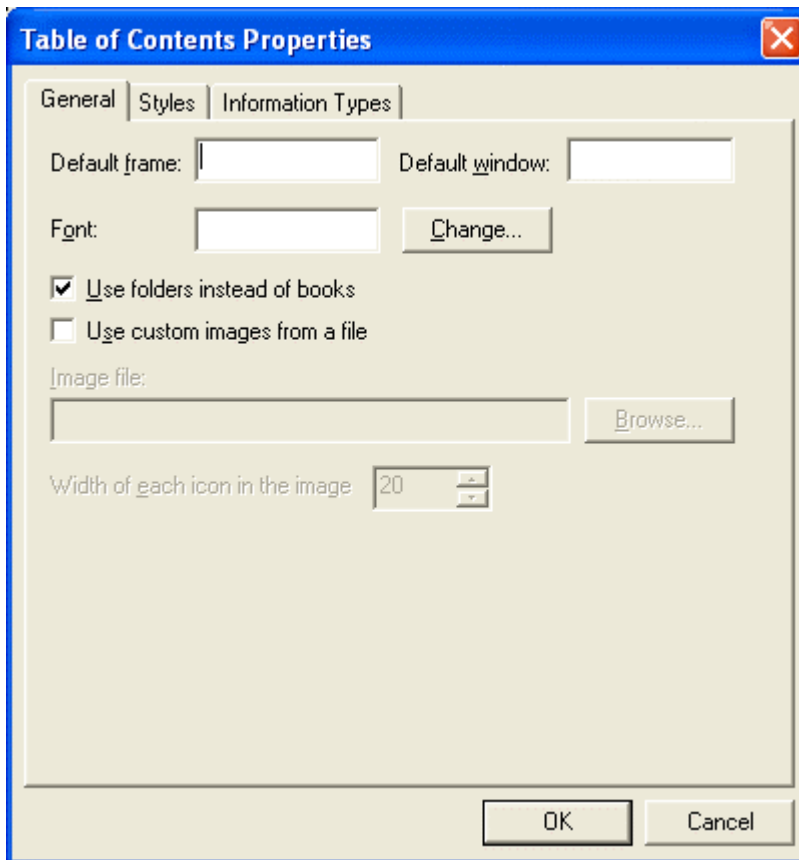 Table of Contents Properties
General Styles Information Types
Default frame: Default window:
Font: Change...
Use folders instead of books
Use custom images from a file
Image file:
Browse...
Width of each icon in the image 20
OK Cancel